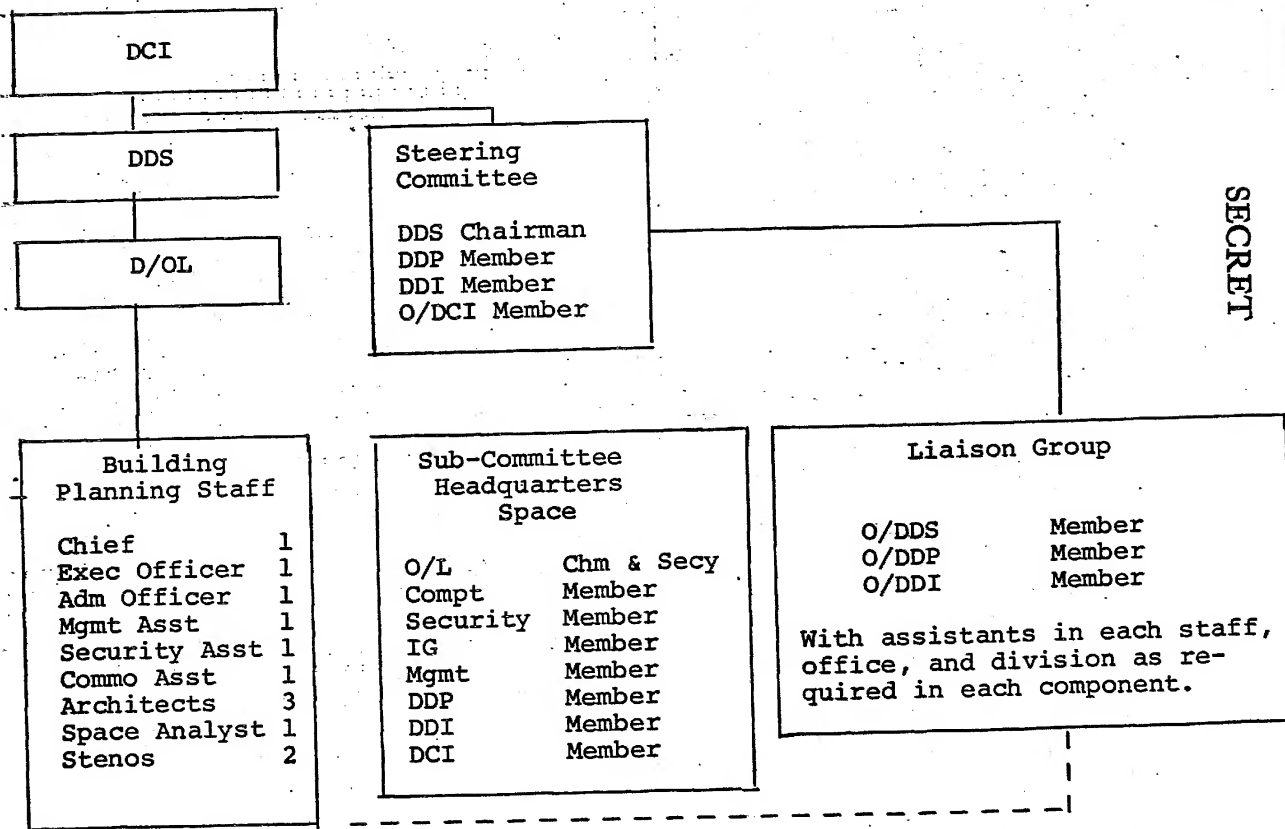 DCI
DDS
D/OL
Steering
Committee
DDS Chairman
DDP Member
DDI Member
O/DCI Member
SECRET
Building
Planning Staff
Chief 1
Exec Officer 1
Adm Officer 1
Mgmt Asst 1
Security Asst 1
Commo Asst 1
Architects 3
Space Analyst 1
Stenos 2
Sub-Committee
Headquarters
Space
O/L Chm & Secy
Compt Member
Security Member
IG Member
Mgmt Member
DDP Member
DDI Member
DCI Member
Liaison Group
O/DDS Member
O/DDP Member
O/DDI Member
With assistants in each staff,
office, and division as re-
quired in each component.